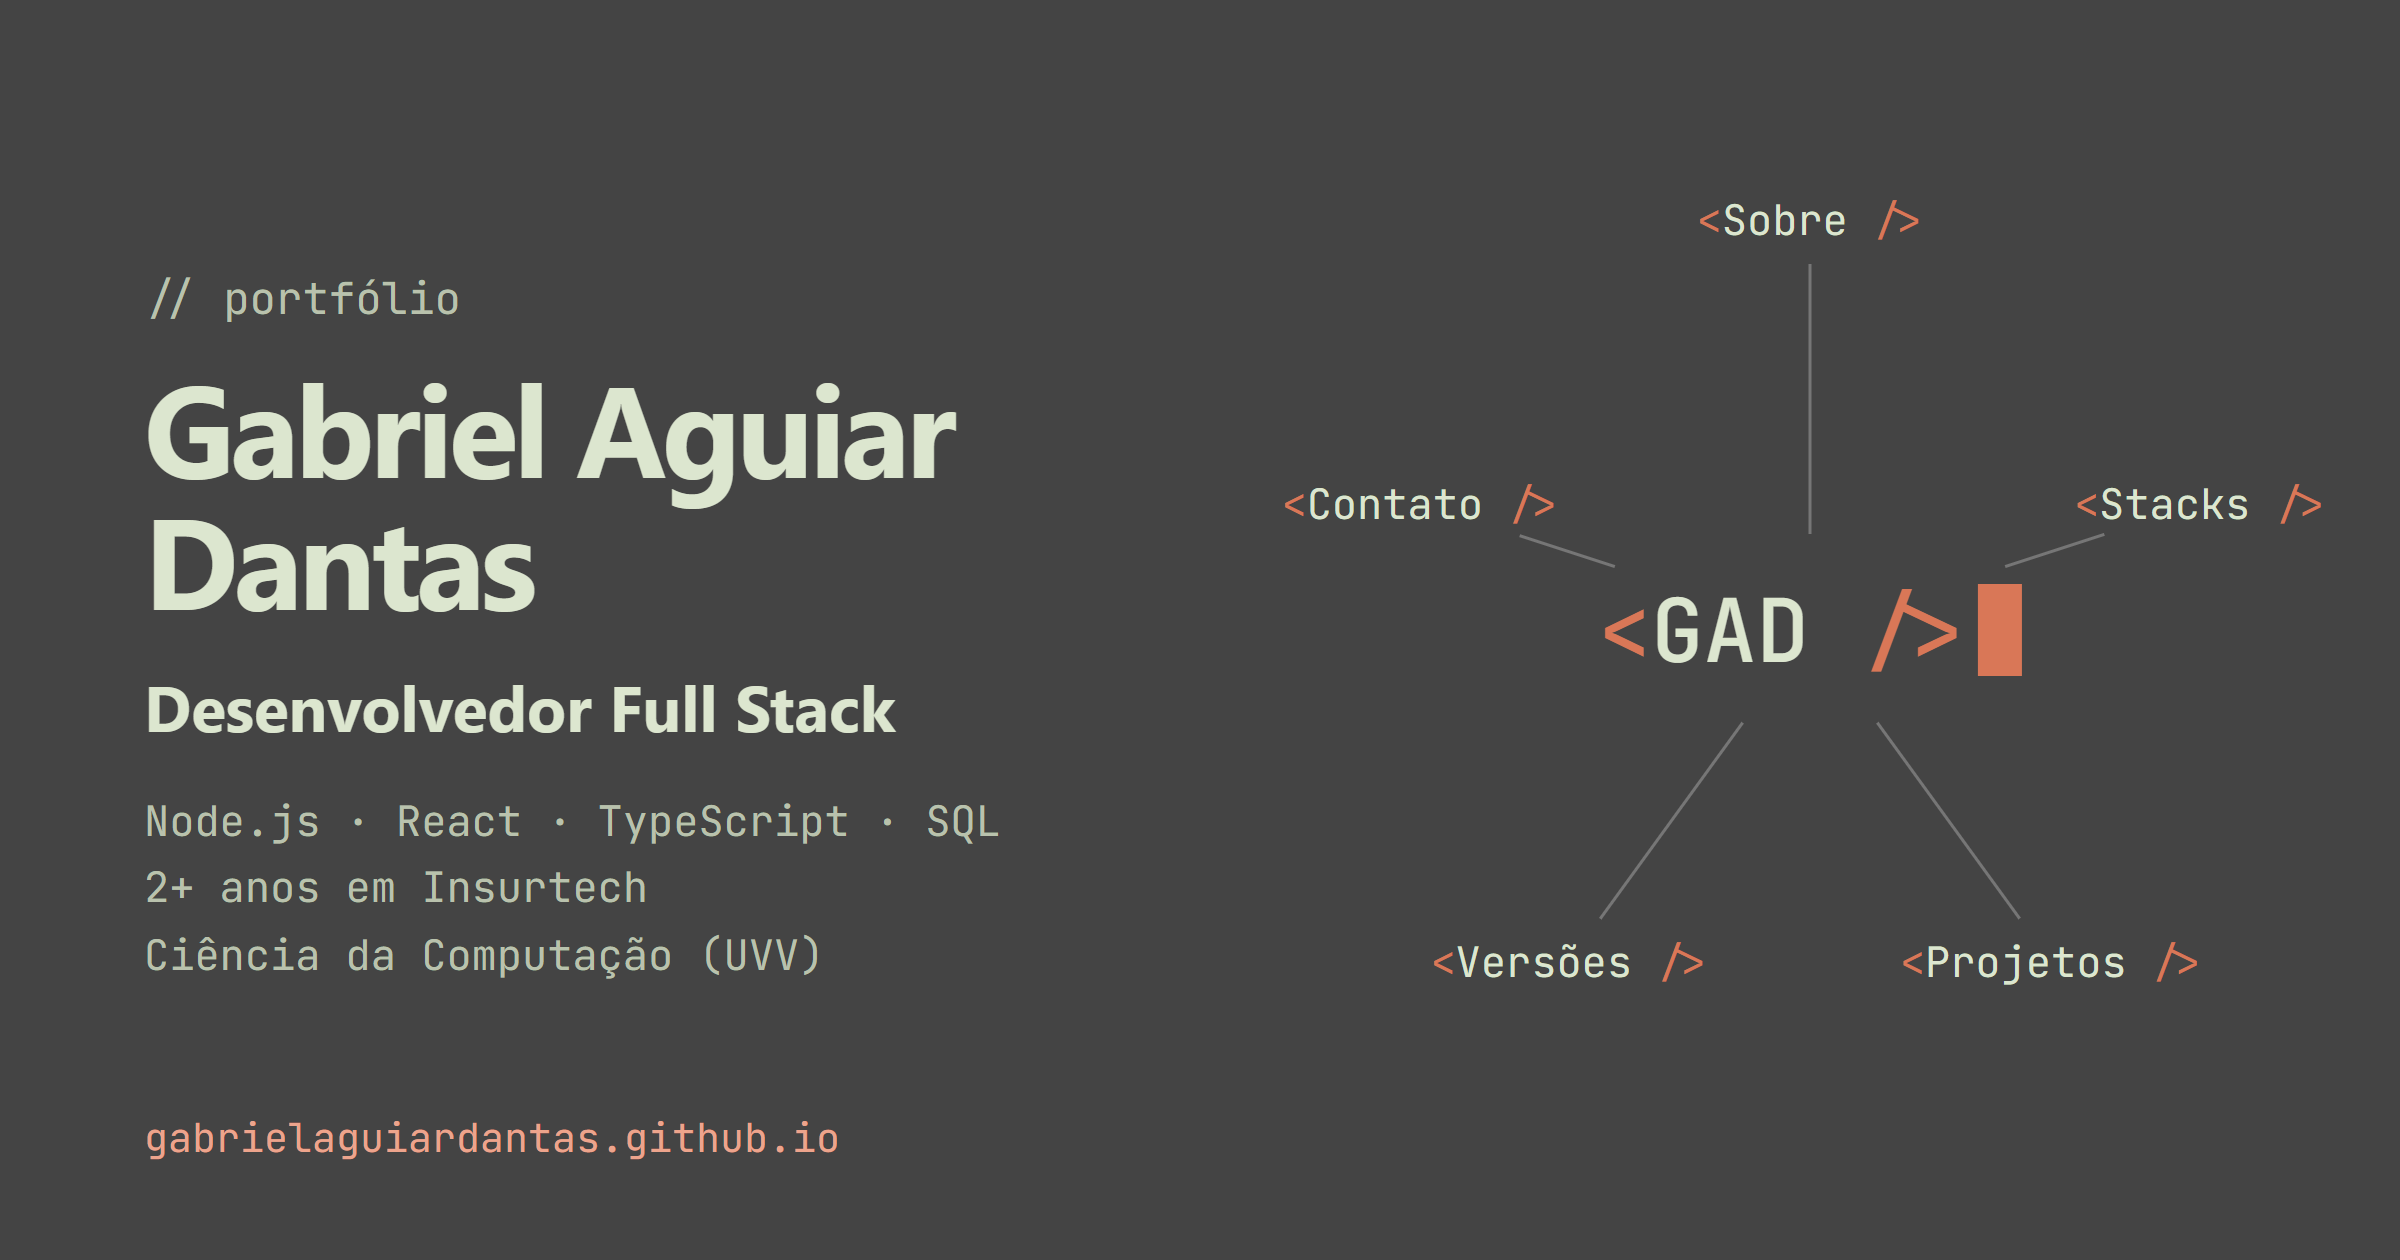 // portfólio
Gabriel Aguiar
Dantas
Desenvolvedor Full Stack
Node.js · React · TypeScript · SQL
2+ anos em Insurtech
Ciência da Computação (UVV)
gabrielaguiardantas.github.io
<Sobre />
<Contato />
<Stacks />
<GAD />
<Versões />
<Projetos />